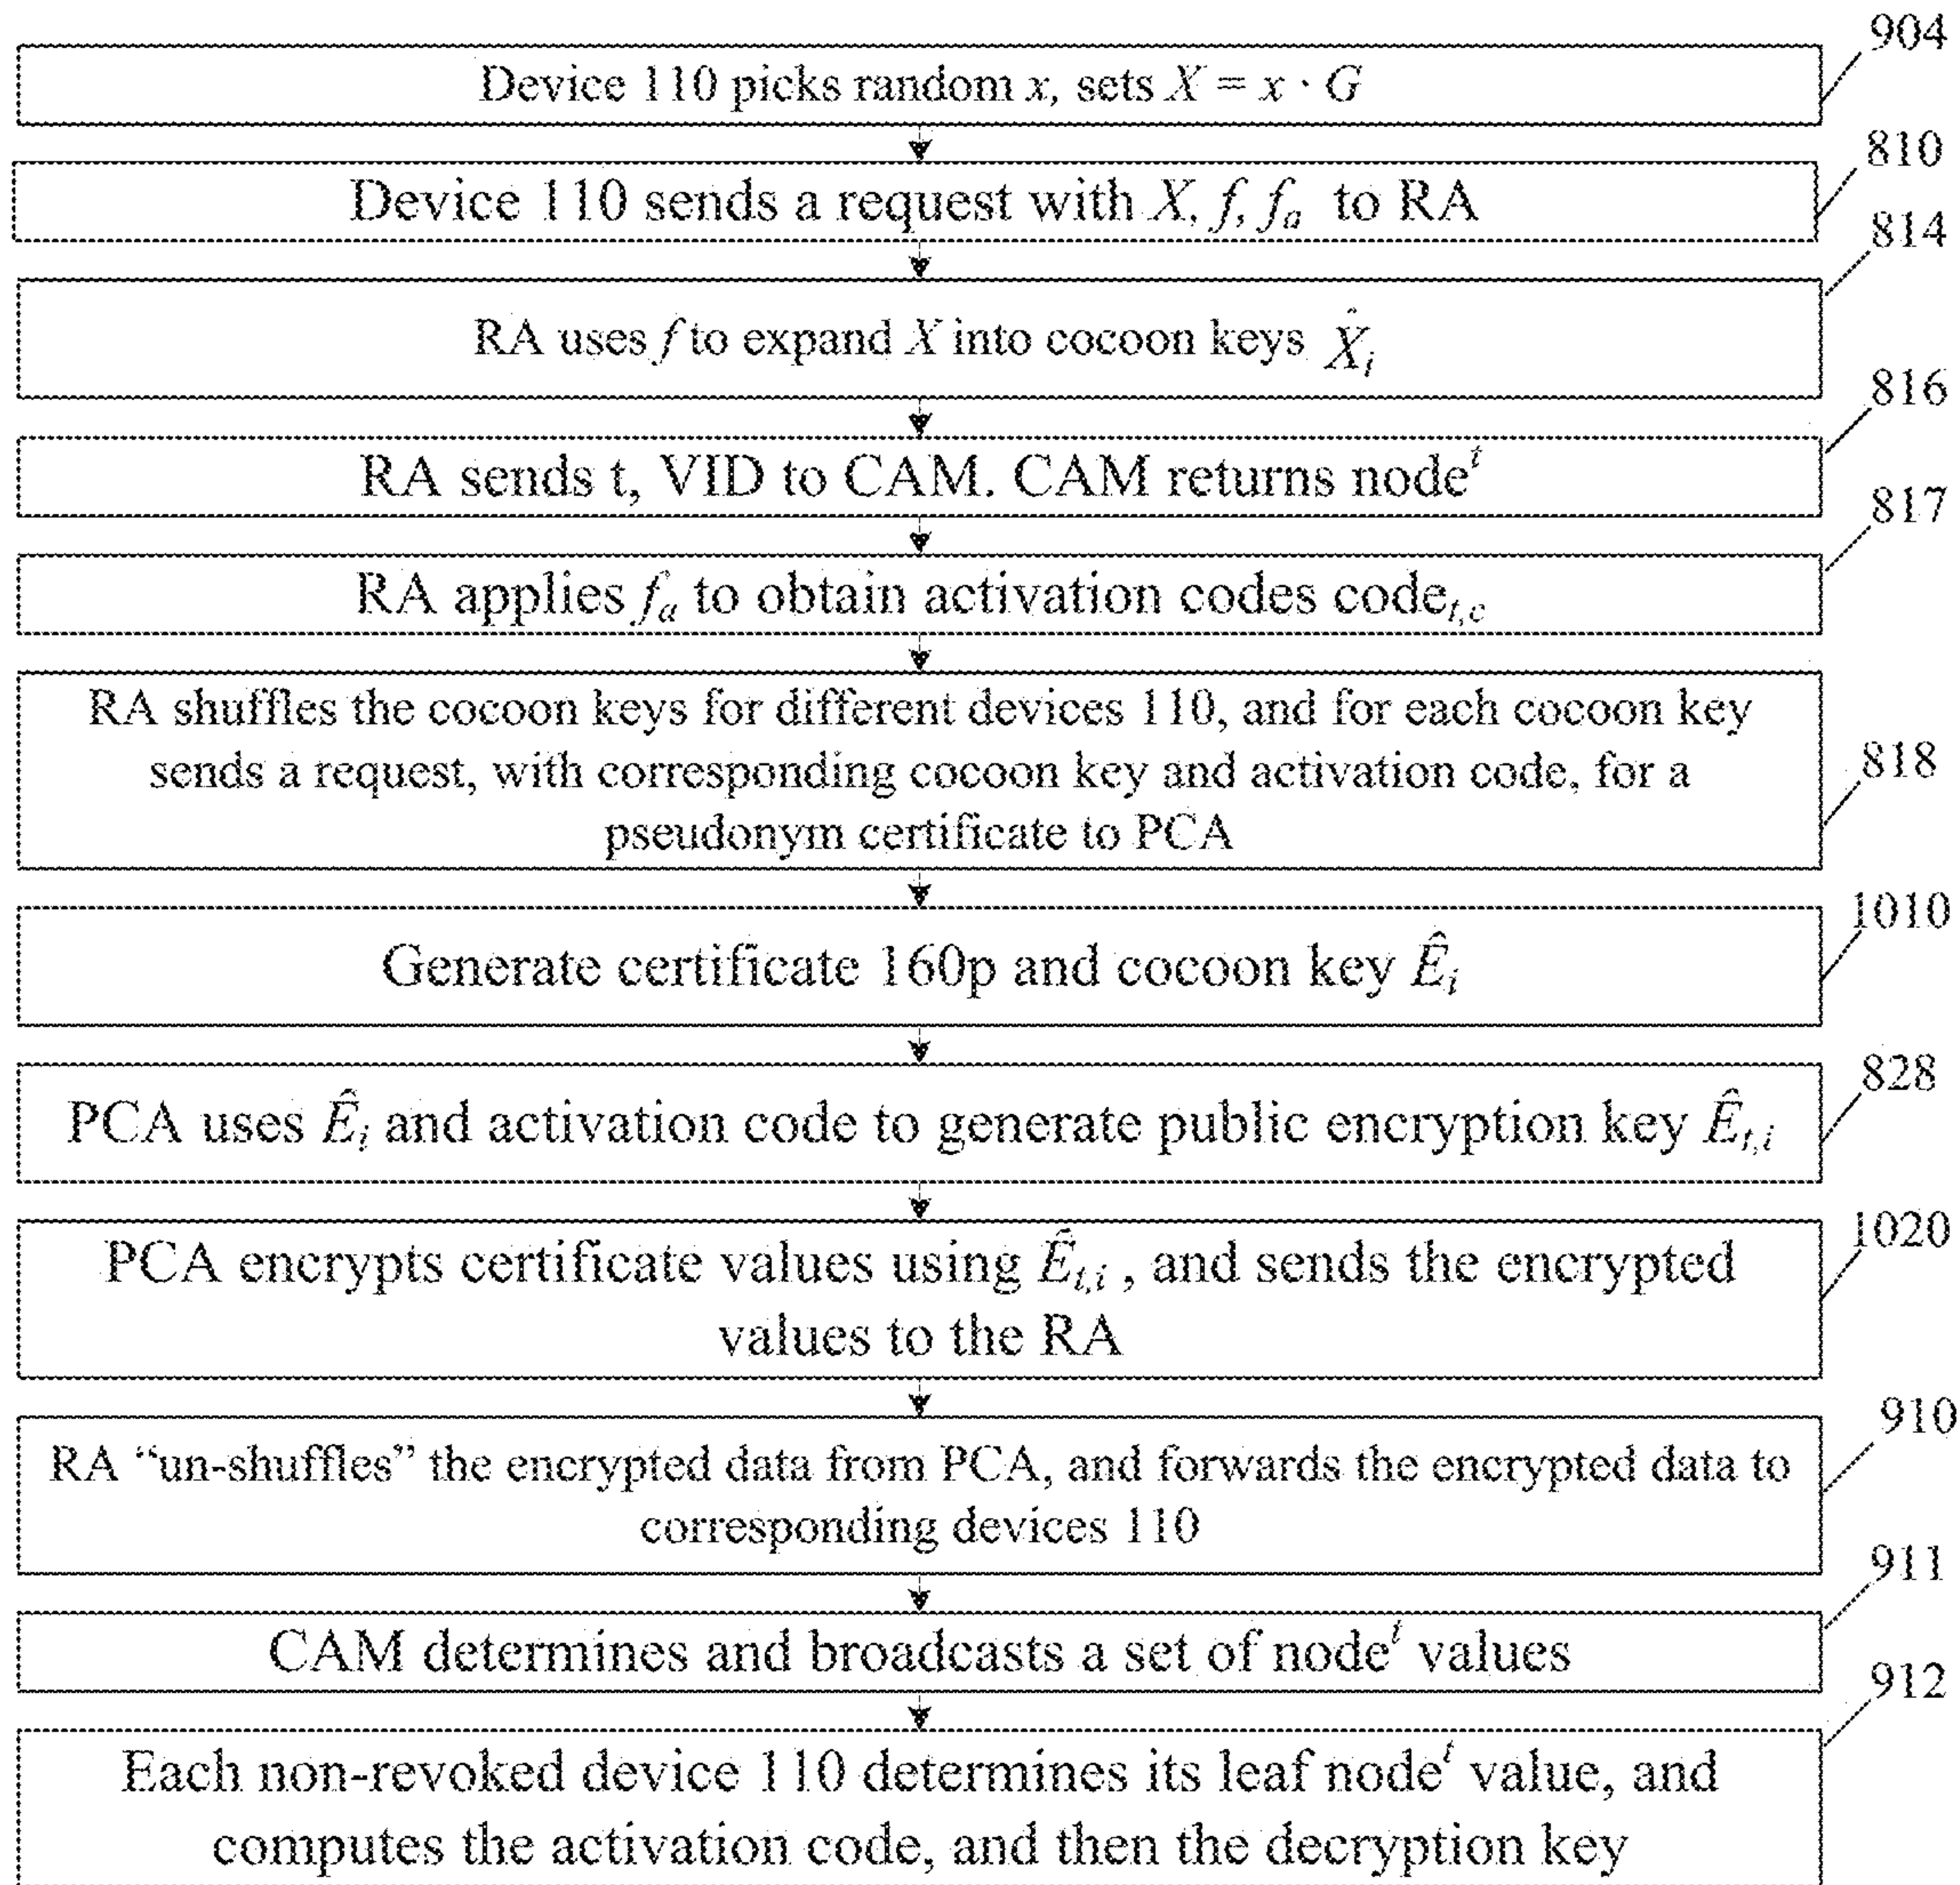 904
Device 110 picks random x, sets X = x · G
810
Device 110 sends a request with X, f, fₐ to RA
814
RA uses f to expand X into cocoon keys X̂ᵢ
816
RA sends t, VID to CAM. CAM returns nodeᵗ
817
RA applies fₐ to obtain activation codes code_{t,c}
RA shuffles the cocoon keys for different devices 110, and for each cocoon key
sends a request, with corresponding cocoon key and activation code, for a
pseudonym certificate to PCA
818
1010
Generate certificate 160p and cocoon key Êᵢ
828
PCA uses Êᵢ and activation code to generate public encryption key Ê_{t,i}
1020
PCA encrypts certificate values using Ê_{t,i} , and sends the encrypted
values to the RA
910
RA “un-shuffles” the encrypted data from PCA, and forwards the encrypted data to
corresponding devices 110
911
CAM determines and broadcasts a set of nodeᵗ values
912
Each non-revoked device 110 determines its leaf nodeᵗ value, and
computes the activation code, and then the decryption key